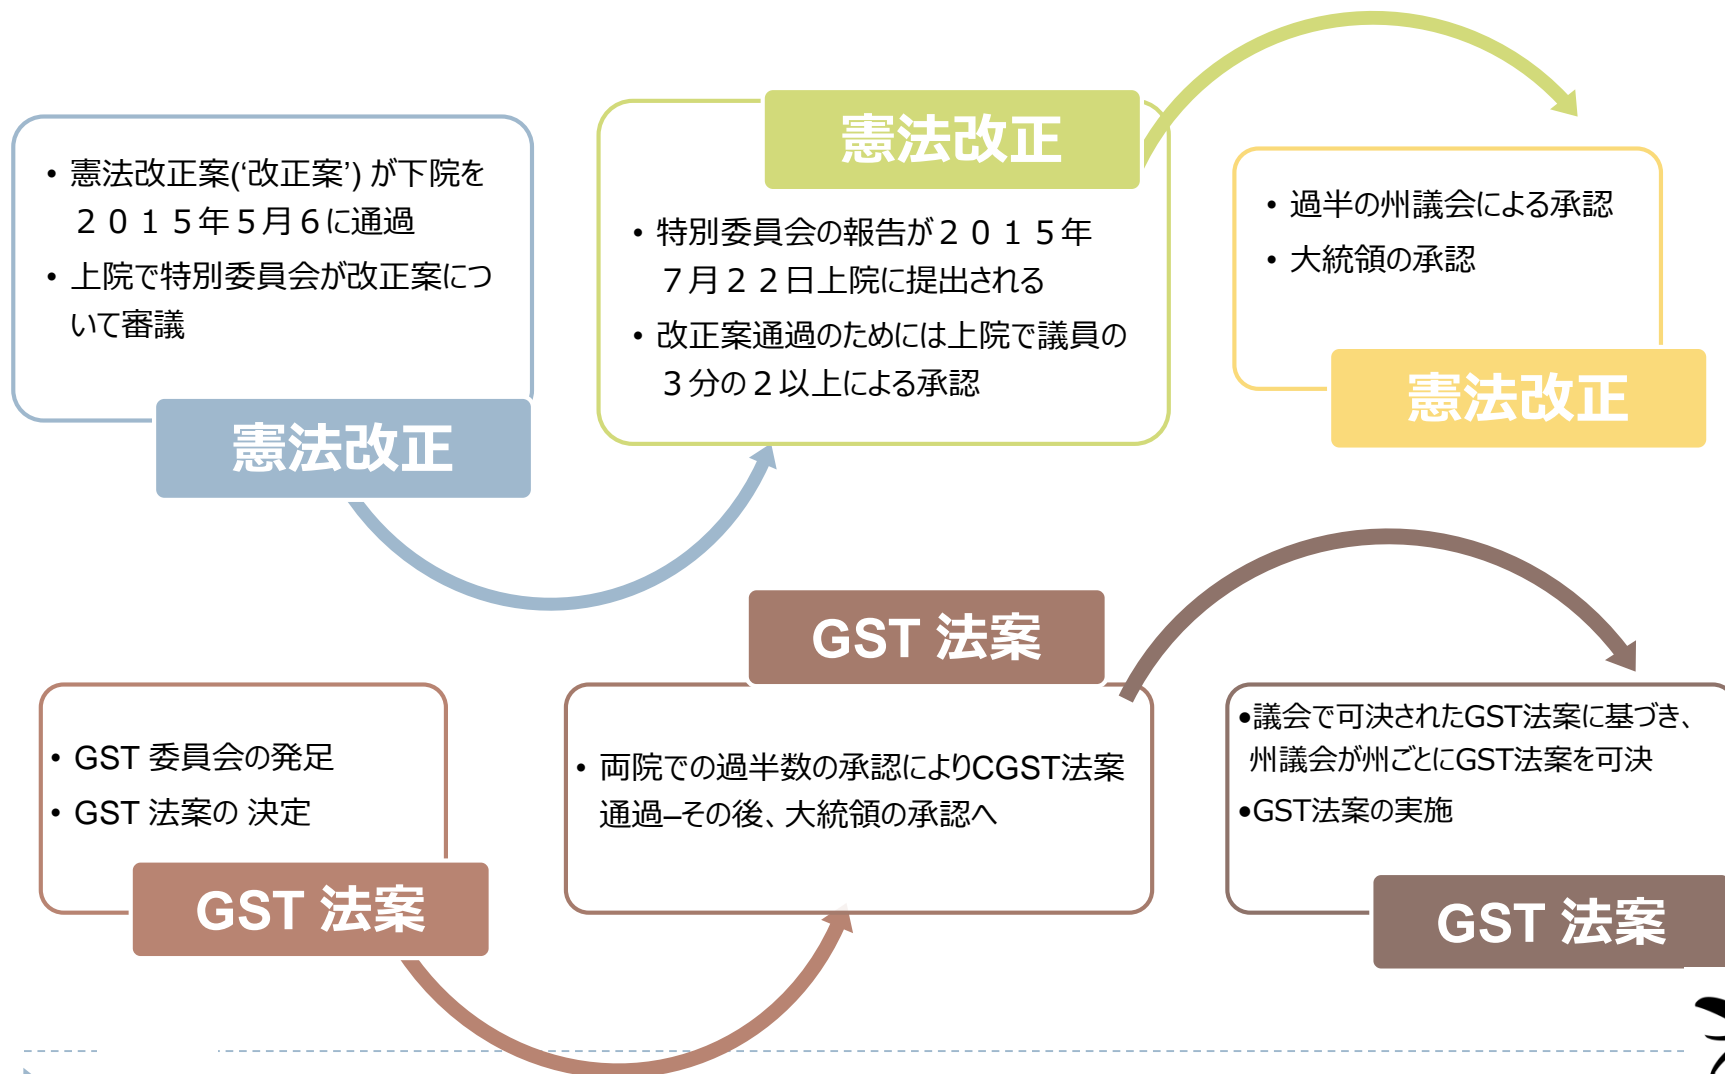 • 憲法改正案(‘改正案’) が下院を
２０１５年５月６に通過
• 上院で特別委員会が改正案につ
いて審議
憲法改正
憲法改正
• 特別委員会の報告が２０１５年
７月２２日上院に提出される
• 改正案通過のためには上院で議員の
３分の２以上による承認
• 過半の州議会による承認
• 大統領の承認
憲法改正
• GST 委員会の発足
• GST 法案の 決定
GST 法案
GST 法案
• 両院での過半数の承認によりCGST法案
通過–その後、大統領の承認へ
•議会で可決されたGST法案に基づき、
州議会が州ごとにGST法案を可決
•GST法案の実施
GST 法案